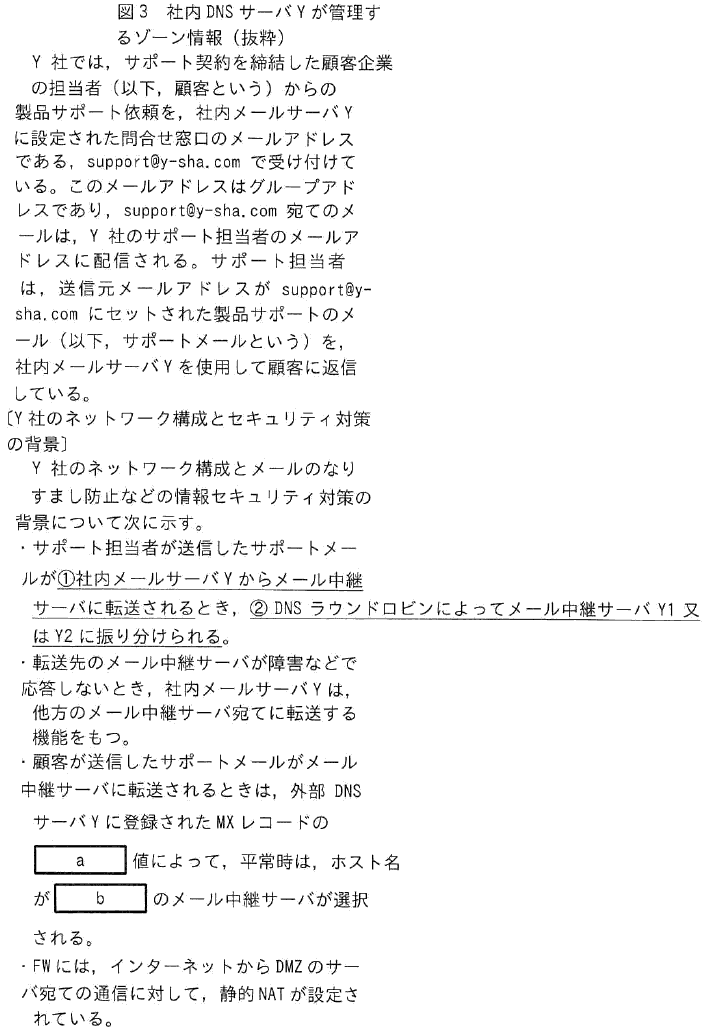 図3 社内DNSサーバYが管理す
るゾーン情報（抜粋）
Y 社では，サポート契約を締結した顧客企業
の担当者（以下，顧客という）からの
製品サポート依頼を，社内メールサーバY
に設定された問合せ窓口のメールアドレス
である，support@y-sha.com で受け付けて
いる。このメールアドレスはグループアド
レスであり，support@y-sha.com 宛てのメ
ールは，Y 社のサポート担当者のメールア
ドレスに配信される。サポート担当者
は，送信元メールアドレスが support@y-
sha.com にセットされた製品サポートのメ
ール（以下，サポートメールという）を，
社内メールサーバYを使用して顧客に返信
している。
〔Y社のネットワーク構成とセキュリティ対策
の背景〕
Y 社のネットワーク構成とメールのなり
すまし防止などの情報セキュリティ対策の
背景について次に示す。
・サポート担当者が送信したサポートメー
ルが①社内メールサーバYからメール中継
サーバに転送されるとき，② DNS ラウンドロビンによってメール中継サーバ Y1 又
は Y2 に振り分けられる。
・転送先のメール中継サーバが障害などで
応答しないとき，社内メールサーバYは，
他方のメール中継サーバ宛てに転送する
機能をもつ。
・顧客が送信したサポートメールがメール
中継サーバに転送されるときは，外部 DNS
サーバYに登録されたMXレコードの
a 値によって，平常時は，ホスト名
が b のメール中継サーバが選択
される。
・FWには，インターネットからDMZのサー
バ宛ての通信に対して，静的NATが設定さ
れている。